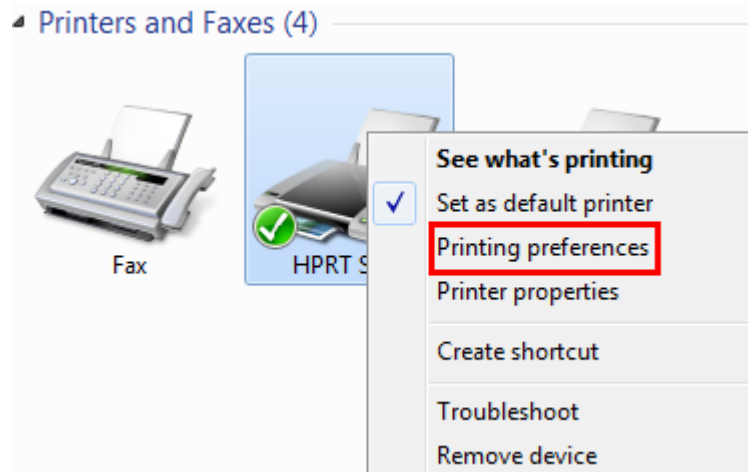 Printers and Faxes (4)
Fax
HPRT S
See what's printing
Set as default printer
Printing preferences
Printer properties
Create shortcut
Troubleshoot
Remove device